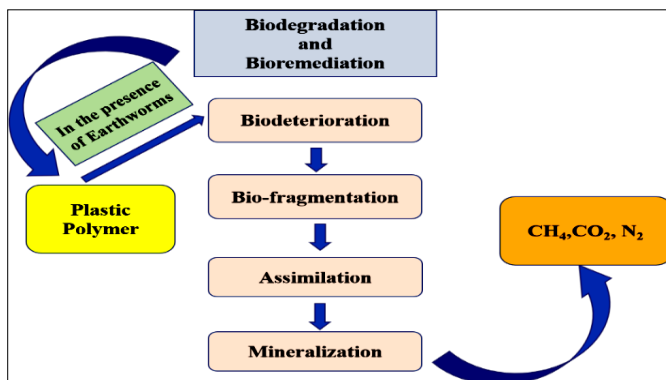 Biodegradation
and
Bioremediation
In the presence
of Earthworms
Biodeterioration
Plastic
Polymer
Bio-fragmentation
CH₄,CO₂, N₂
Assimilation
Mineralization